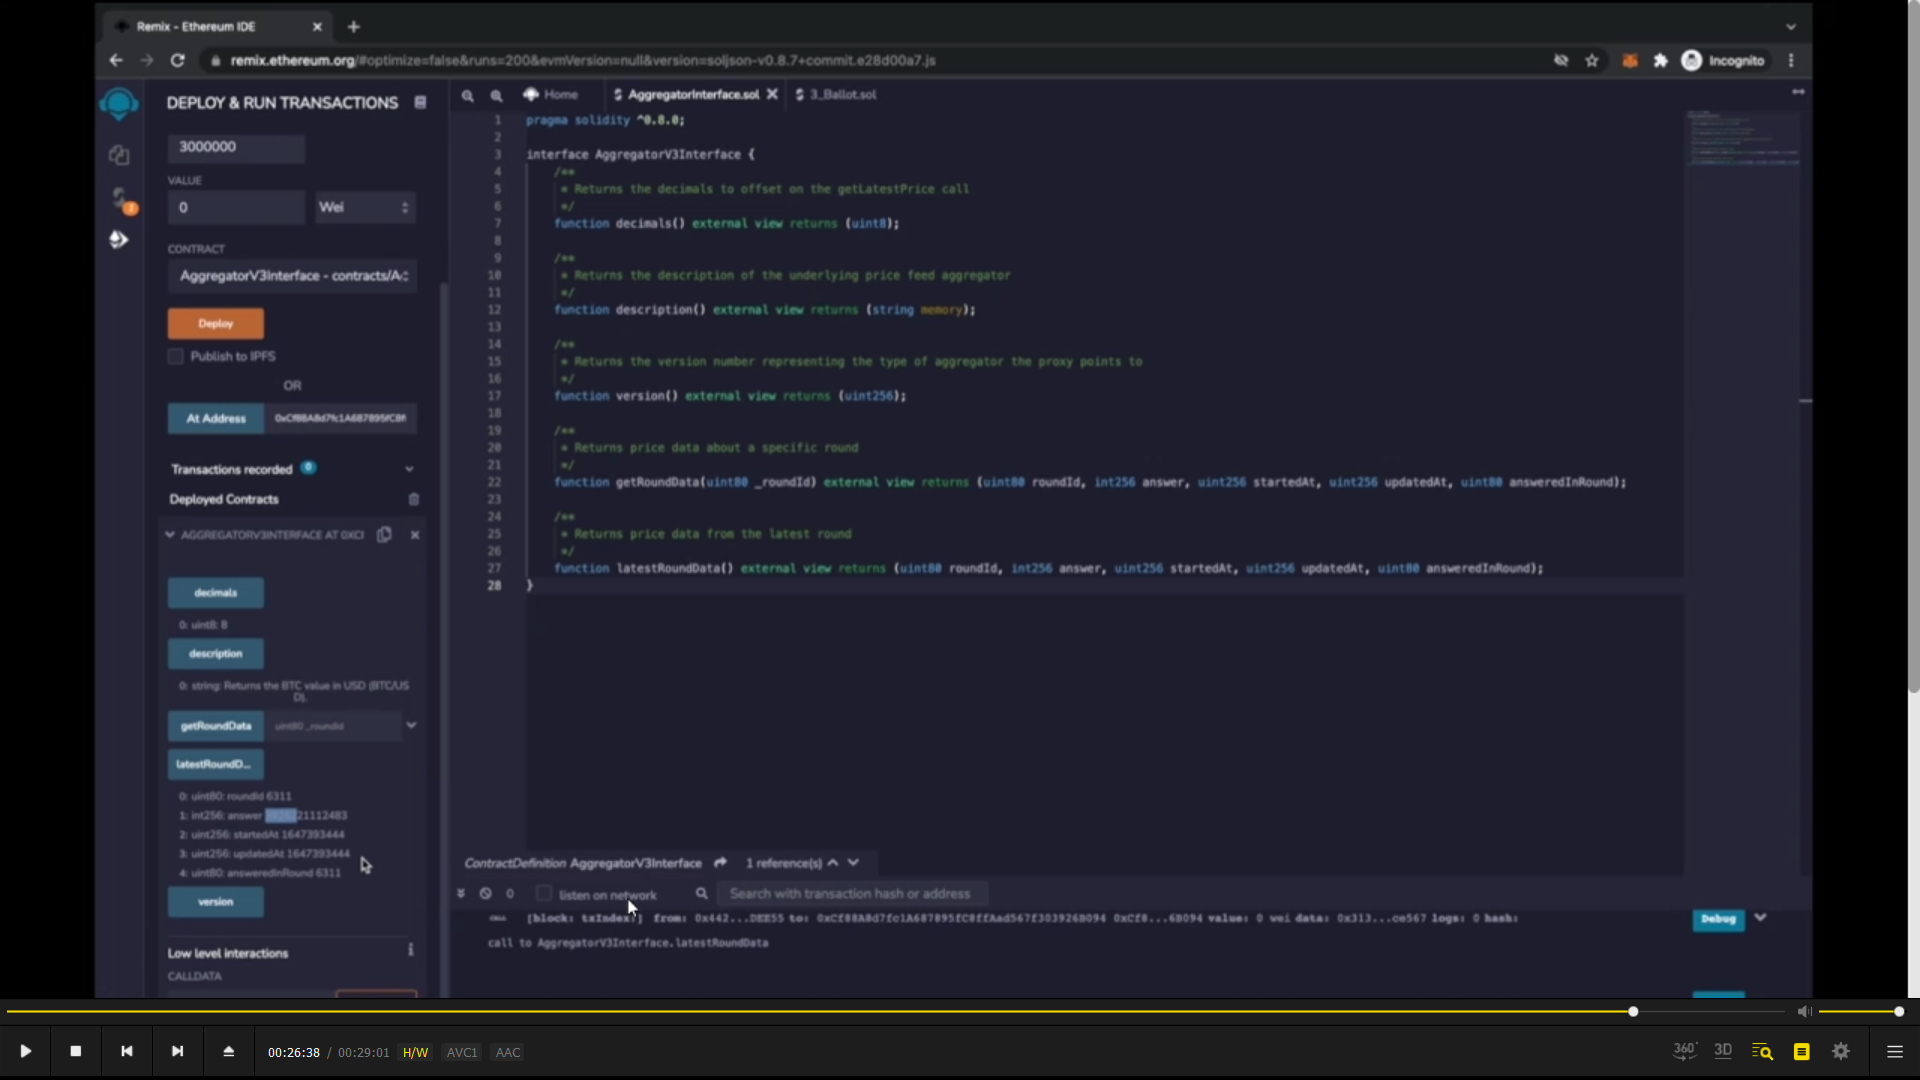 Remix - Ethereum IDE
remix.ethereum.org/#optimize=false&runs=200&evmVersion=null&version=soljson-v0.8.7+commit.e28d00a7.js
Incognito
DEPLOY & RUN TRANSACTIONS
Home
AggregatorInterface.sol
3_Ballot.sol
3000000
VALUE
0
Wei
CONTRACT
AggregatorV3Interface - contracts/A
Deploy
Publish to IPFS
OR
At Address
Transactions recorded 0
Deployed Contracts
AGGREGATORV3INTERFACE AT 0XC
decimals
0: uint8: 8
description
0: string: Returns the BTC value in USD (BTC/US
D).
getRoundData uint80 _roundId
latestRoundD...
0: uint80: roundId 6311
1: int256: answer 21112483
2: uint256: startedAt 1647393444
3: uint256: updatedAt 1647393444
4: uint80: answeredInRound 6311
version
Low level interactions
CALLDATA
1 pragma solidity ^0.8.0;
2
3 interface AggregatorV3Interface {
4 /**
5 * Returns the decimals to offset on the getLatestPrice call
6 */
7 function decimals() external view returns (uint8);
8
9 /**
10 * Returns the description of the underlying price feed aggregator
11 */
12 function description() external view returns (string memory);
13
14 /**
15 * Returns the version number representing the type of aggregator the proxy points to
16 */
17 function version() external view returns (uint256);
18
19 /**
20 * Returns price data about a specific round
21 */
22 function getRoundData(uint80 _roundId) external view returns (uint80 roundId, int256 answer, uint256 startedAt, uint256 updatedAt, uint80 answeredInRound);
23
24 /**
25 * Returns price data from the latest round
26 */
27 function latestRoundData() external view returns (uint80 roundId, int256 answer, uint256 startedAt, uint256 updatedAt, uint80 answeredInRound);
28 }
ContractDefinition AggregatorV3Interface 1 reference(s)
0 listen on network Search with transaction hash or address
CALL [block: txIndex:] from: 0x442...DEE55 to: 0xCf88A8d7fc1A687895fC8ffAad567f303926B094 0xCf8...6B094 value: 0 wei data: 0x313...ce567 logs: 0 hash:
call to AggregatorV3Interface.latestRoundData
Debug
00:26:38 / 00:29:01 H/W AVC1 AAC
360° 3D